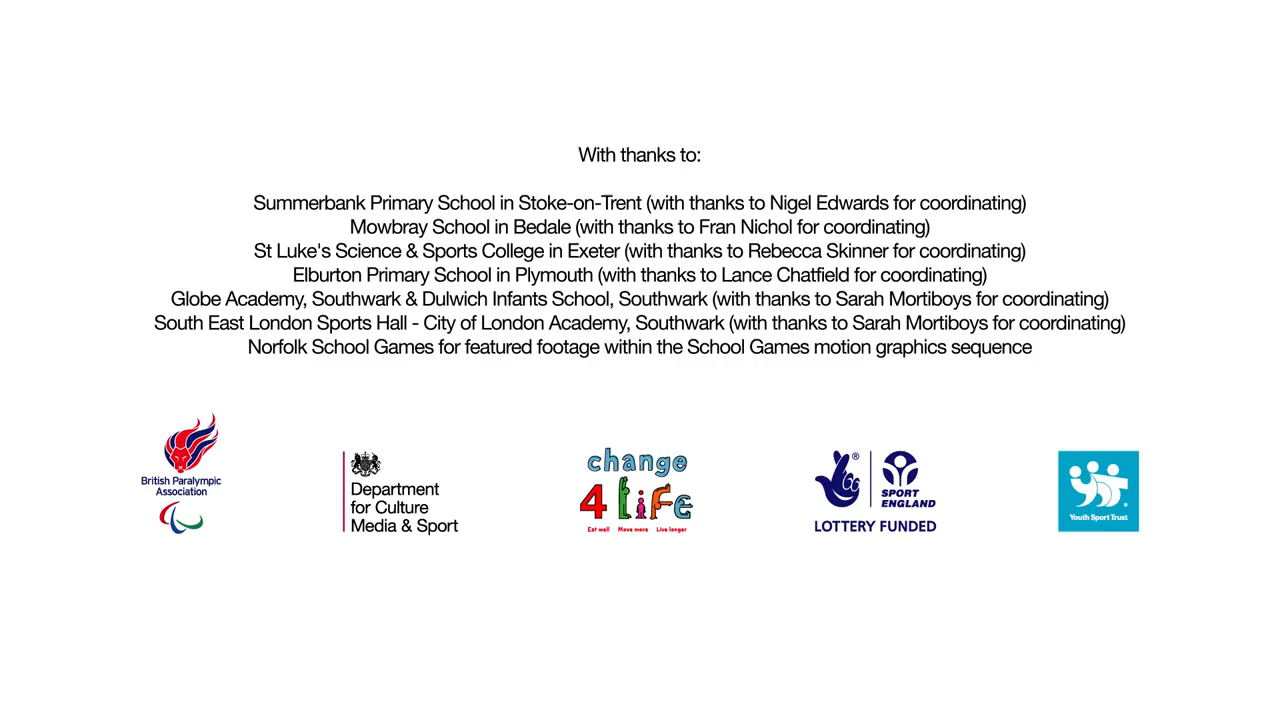 With thanks to:
Summerbank Primary School in Stoke-on-Trent (with thanks to Nigel Edwards for coordinating)
Mowbray School in Bedale (with thanks to Fran Nichol for coordinating)
St Luke's Science & Sports College in Exeter (with thanks to Rebecca Skinner for coordinating)
Elburton Primary School in Plymouth (with thanks to Lance Chatfield for coordinating)
Globe Academy, Southwark & Dulwich Infants School, Southwark (with thanks to Sarah Mortiboys for coordinating)
South East London Sports Hall - City of London Academy, Southwark (with thanks to Sarah Mortiboys for coordinating)
Norfolk School Games for featured footage within the School Games motion graphics sequence
British Paralympic
Association
Department
for Culture
Media & Sport
change
4 life
Eat well Move more Live longer
®
SPORT
ENGLAND
LOTTERY FUNDED
yst
Youth Sport Trust